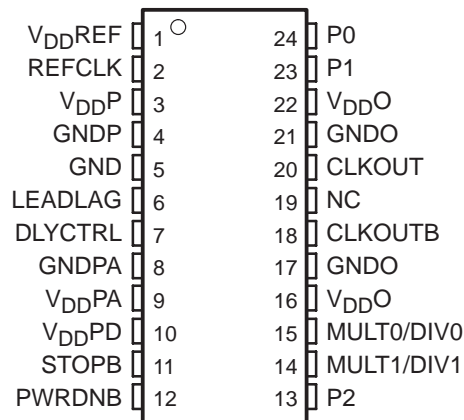 VDDREF 1 24 P0
REFCLK 2 23 P1
VDDP 3 22 VDDO
GNDP 4 21 GNDO
GND 5 20 CLKOUT
LEADLAG 6 19 NC
DLYCTRL 7 18 CLKOUTB
GNDPA 8 17 GNDO
VDDPA 9 16 VDDO
VDDPD 10 15 MULT0/DIV0
STOPB 11 14 MULT1/DIV1
PWRDNB 12 13 P2